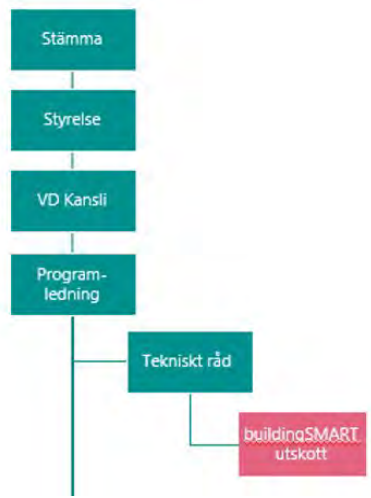 Stämma
Styrelse
VD Kansli
Program-
ledning
Tekniskt råd
buildingSMART
utskott